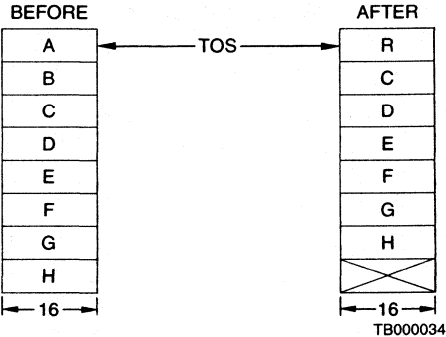 BEFORE AFTER
A TOS R
B C
C D
D E
E F
F G
G H
H
16 16
TB000034